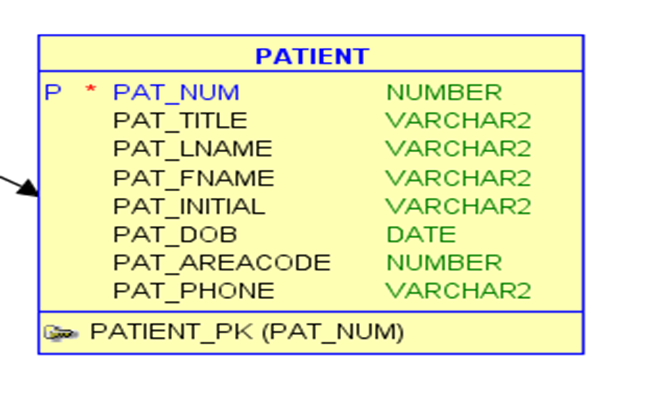 PATIENT
P * PAT_NUM NUMBER
PAT_TITLE VARCHAR2
PAT_LNAME VARCHAR2
PAT_FNAME VARCHAR2
PAT_INITIAL VARCHAR2
PAT_DOB DATE
PAT_AREACODE NUMBER
PAT_PHONE VARCHAR2
PATIENT_PK (PAT_NUM)